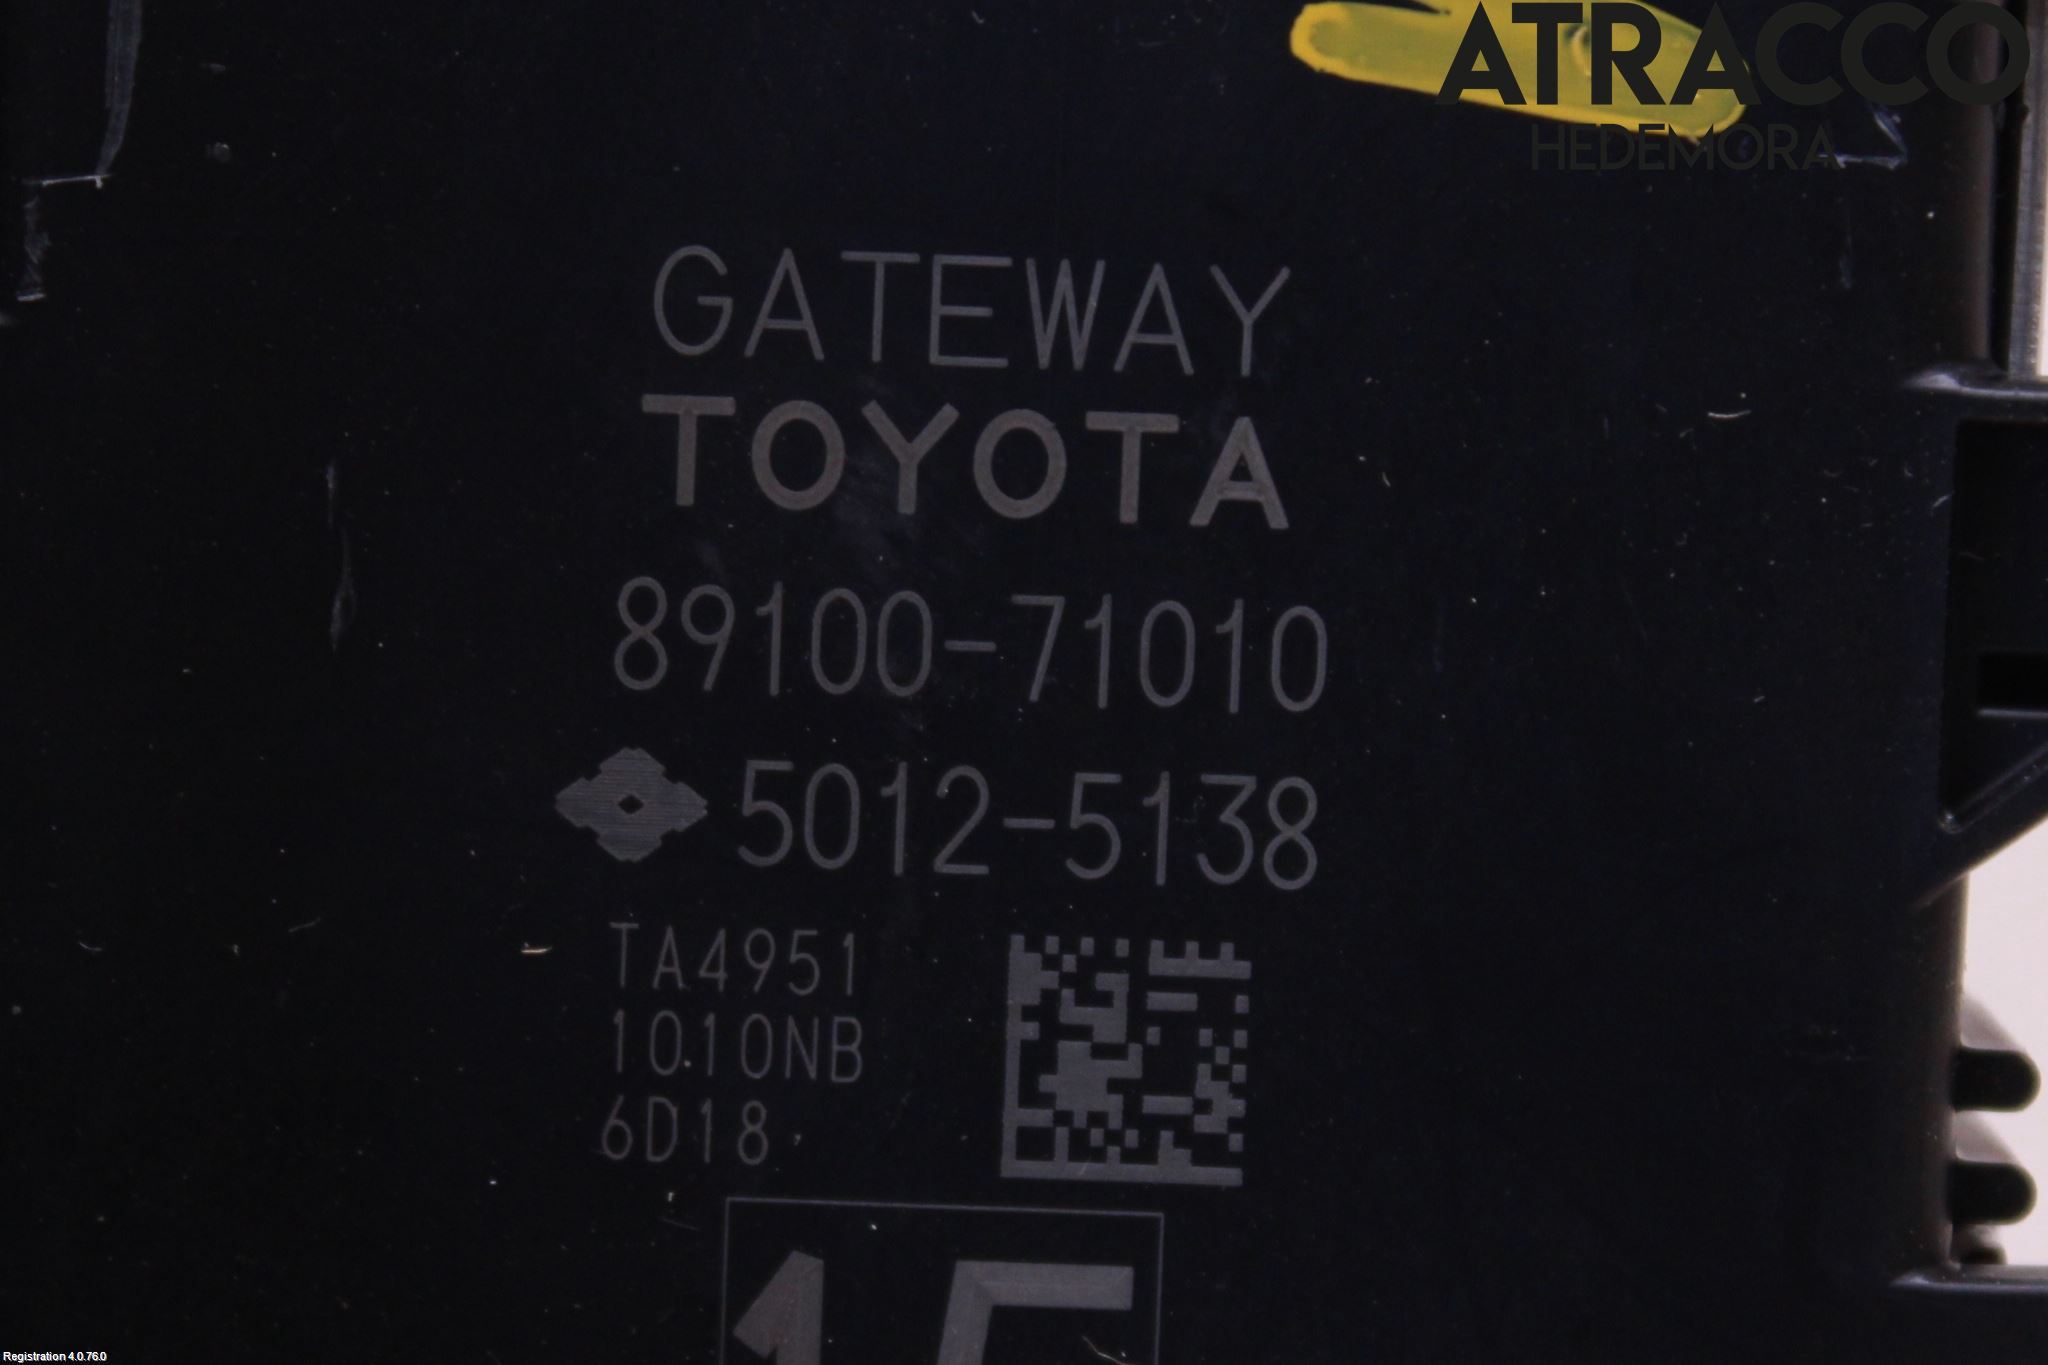 ATRACCO
HEDEMORA
GATEWAY
TOYOTA
89100-71010
5012-5138
TA4951
1010NB
6D18
Registration 4.0.76.0